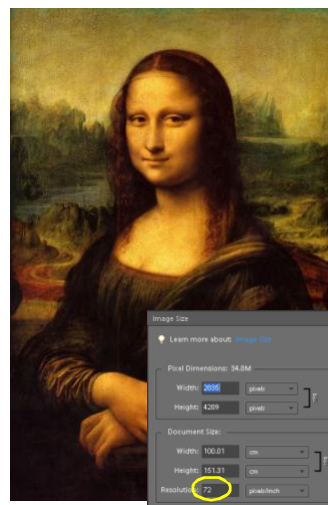 Image Size
Learn more about: Image Size
Pixel Dimensions: 34.8M
Width: 2835 pixels
Height: 4289 pixels
Document Size:
Width: 100.01 cm
Height: 151.31 cm
Resolution: 72 pixels/inch